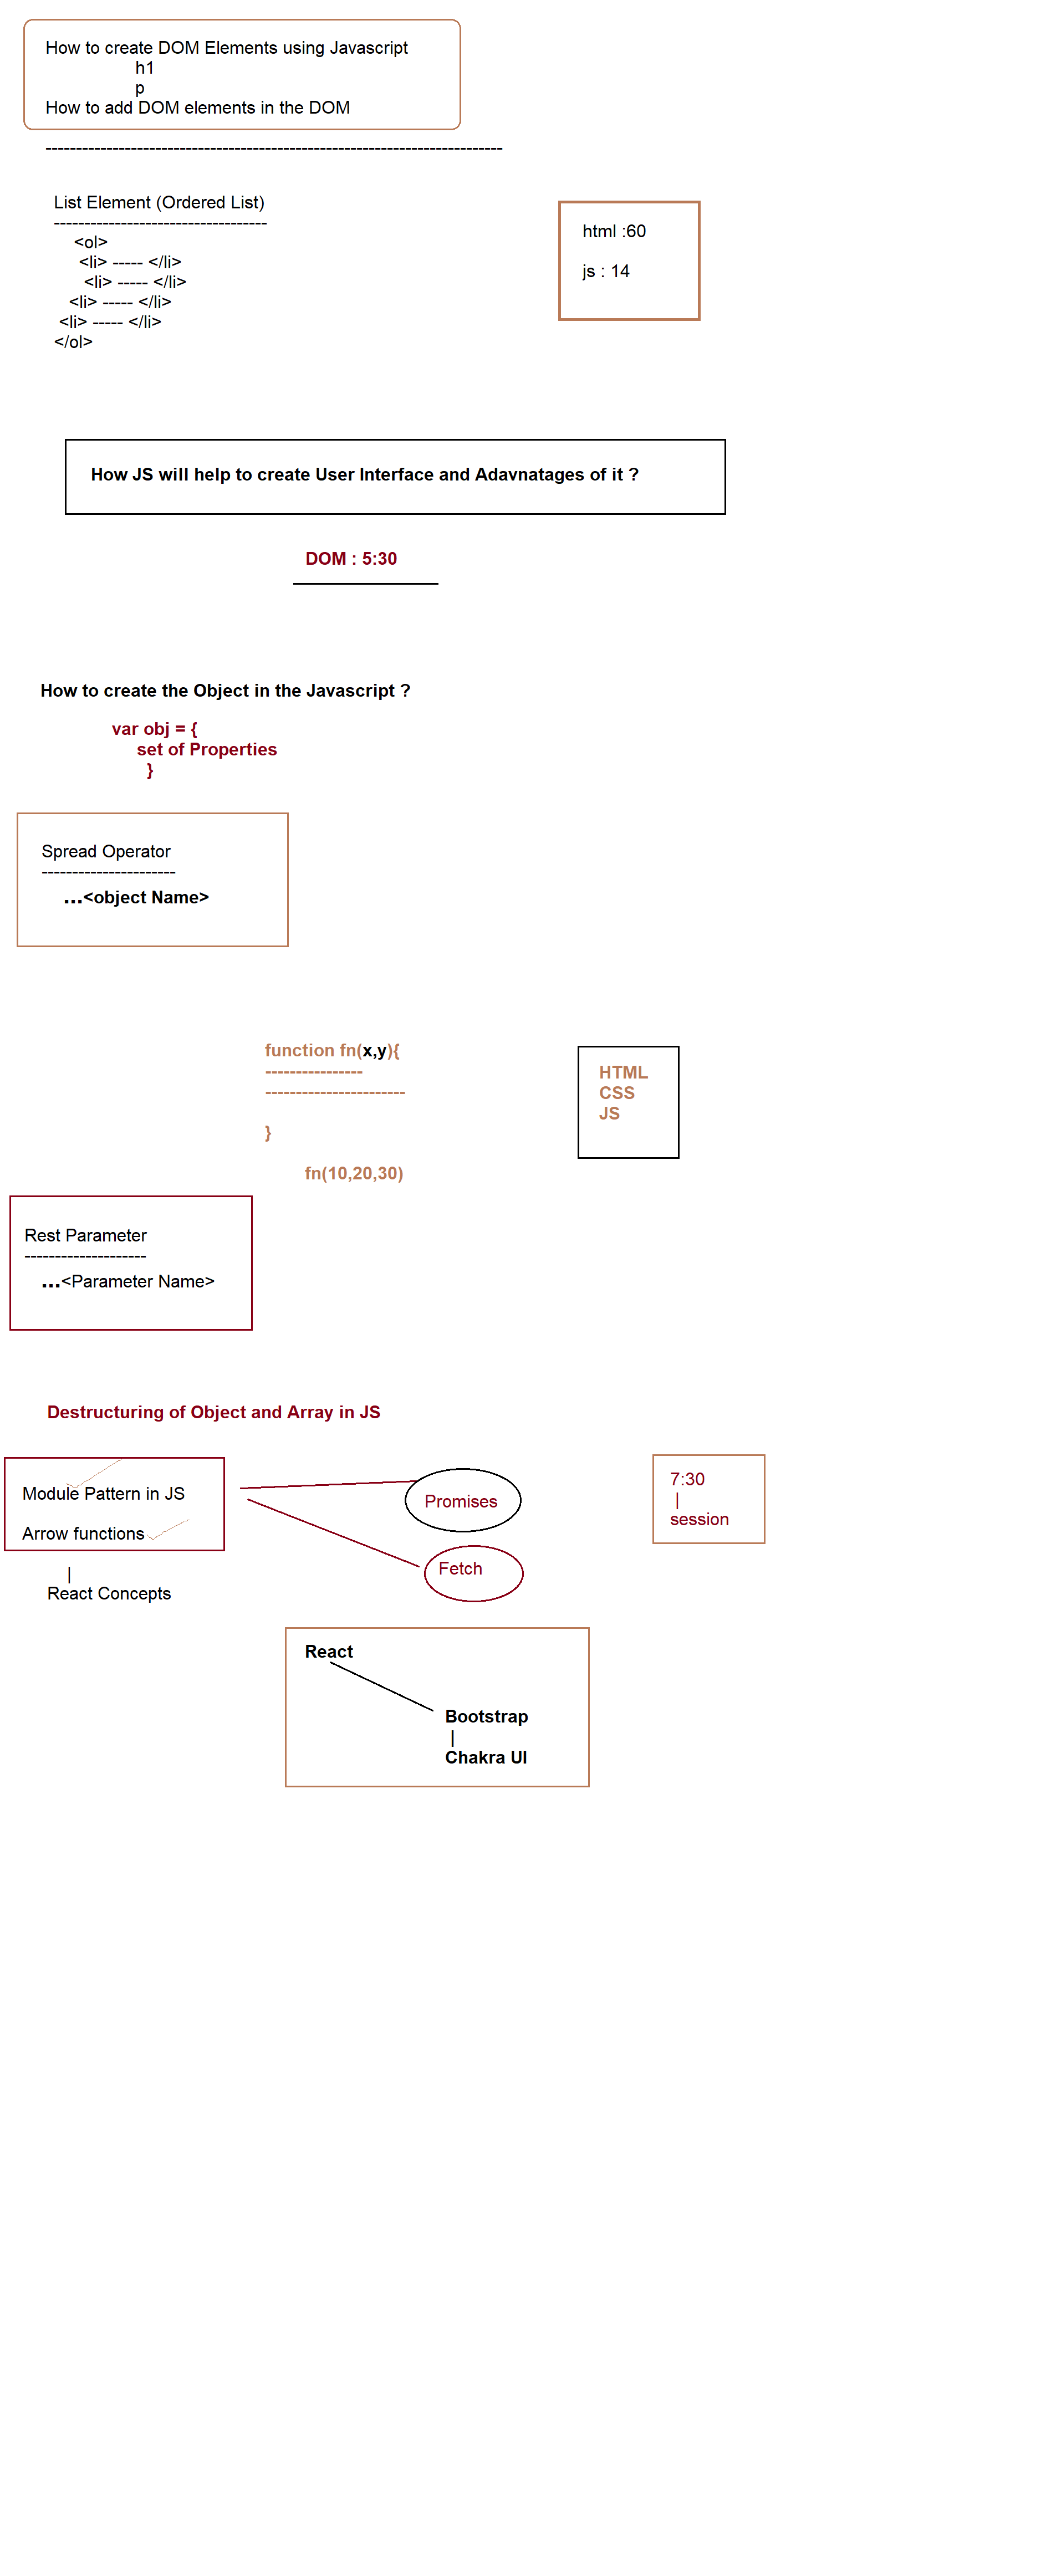 How to create DOM Elements using Javascript
h1
p
How to add DOM elements in the DOM
---------------------------------------------------------------------------
List Element (Ordered List)
-----------------------------------
<ol>
<li> ----- </li>
<li> ----- </li>
<li> ----- </li>
<li> ----- </li>
</ol>
html :60
js : 14
How JS will help to create User Interface and Adavnatages of it ?
DOM : 5:30
How to create the Object in the Javascript ?
var obj = {
set of Properties
}
Spread Operator
----------------------
...<object Name>
function fn(x,y){
----------------
-----------------------
}
fn(10,20,30)
HTML
CSS
JS
Rest Parameter
--------------------
...<Parameter Name>
Destructuring of Object and Array in JS
Module Pattern in JS
Arrow functions
|
React Concepts
Promises
Fetch
7:30
|
session
React
Bootstrap
|
Chakra UI